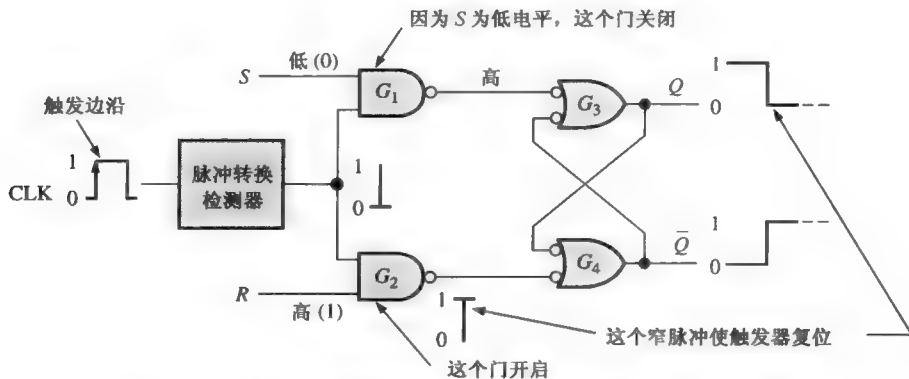 因为 S 为低电平，这个门关闭
低 (0)
S
G₁
高
G₃
Q
1
0
触发边沿
1
0
CLK
脉冲转换
检测器
1
0
G₂
R
高 (1)
G₄
Q̄
1
0
1
0
这个窄脉冲使触发器复位
这个门开启